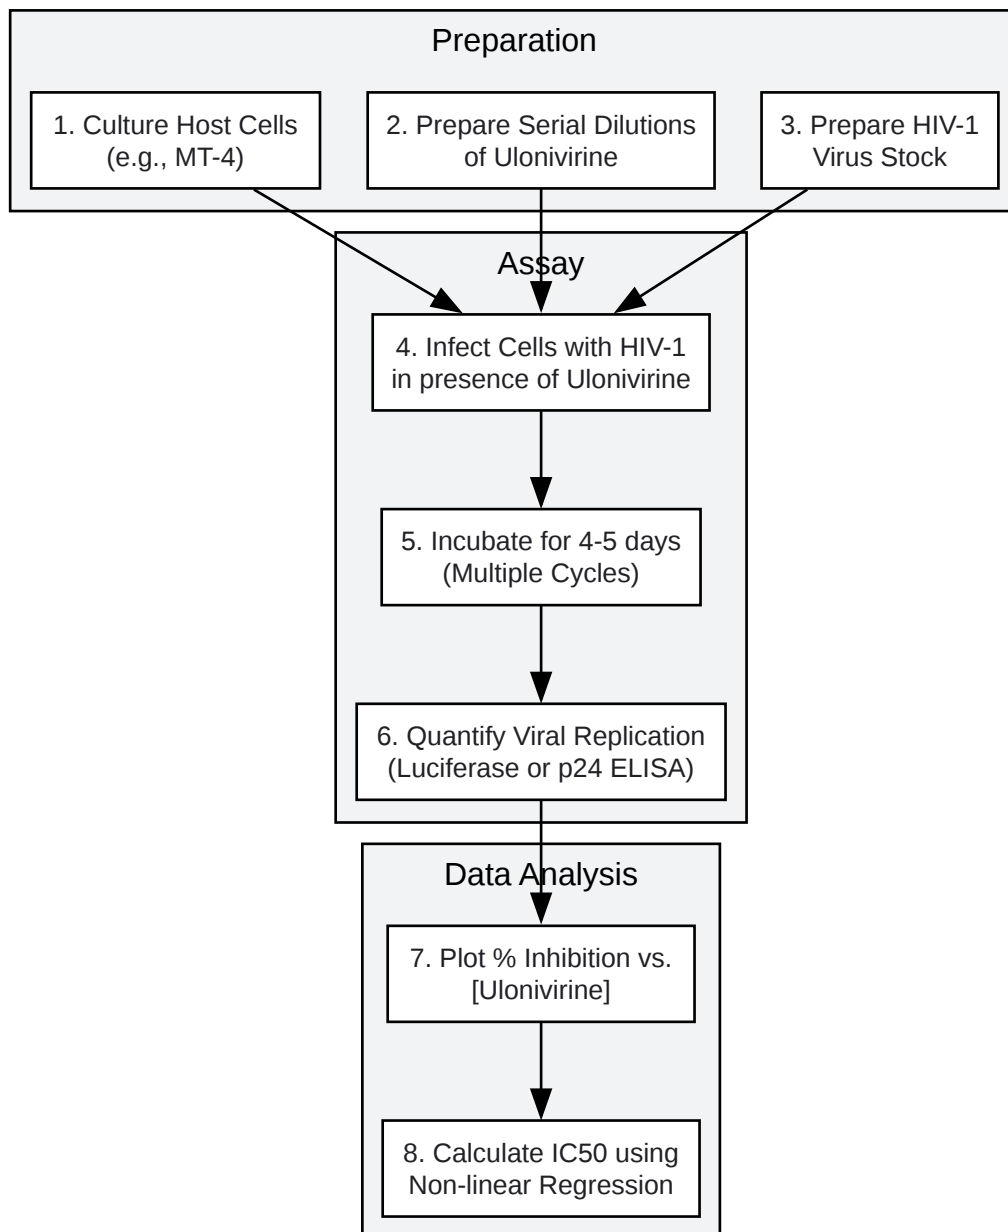 Preparation
1. Culture Host Cells
(e.g., MT-4)
2. Prepare Serial Dilutions
of Ulonivirine
3. Prepare HIV-1
Virus Stock
Assay
4. Infect Cells with HIV-1
in presence of Ulonivirine
5. Incubate for 4-5 days
(Multiple Cycles)
6. Quantify Viral Replication
(Luciferase or p24 ELISA)
Data Analysis
7. Plot % Inhibition vs.
[Ulonivirine]
8. Calculate IC50 using
Non-linear Regression